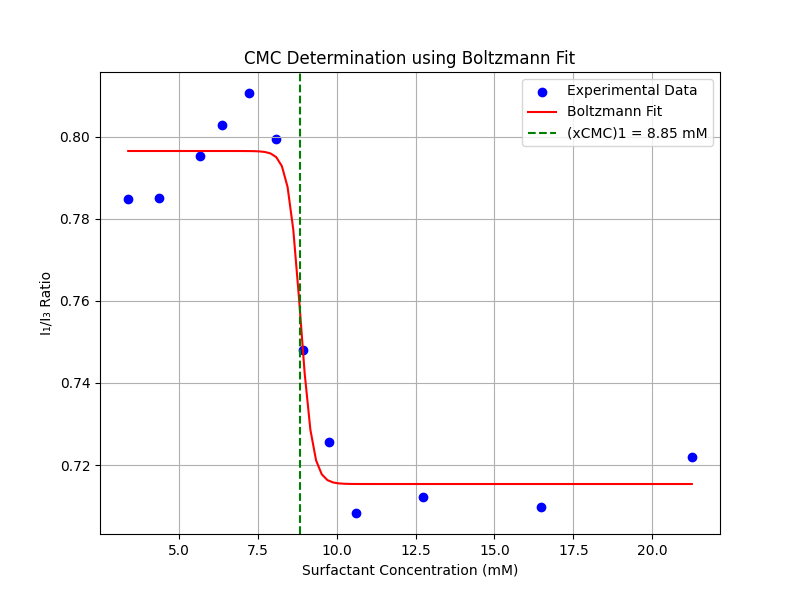 CMC Determination using Boltzmann Fit
Experimental Data
Boltzmann Fit
(xCMC)1 = 8.85 mM
0.80
0.78
0.76
0.74
0.72
I₁/I₃ Ratio
5.0 7.5 10.0 12.5 15.0 17.5 20.0
Surfactant Concentration (mM)